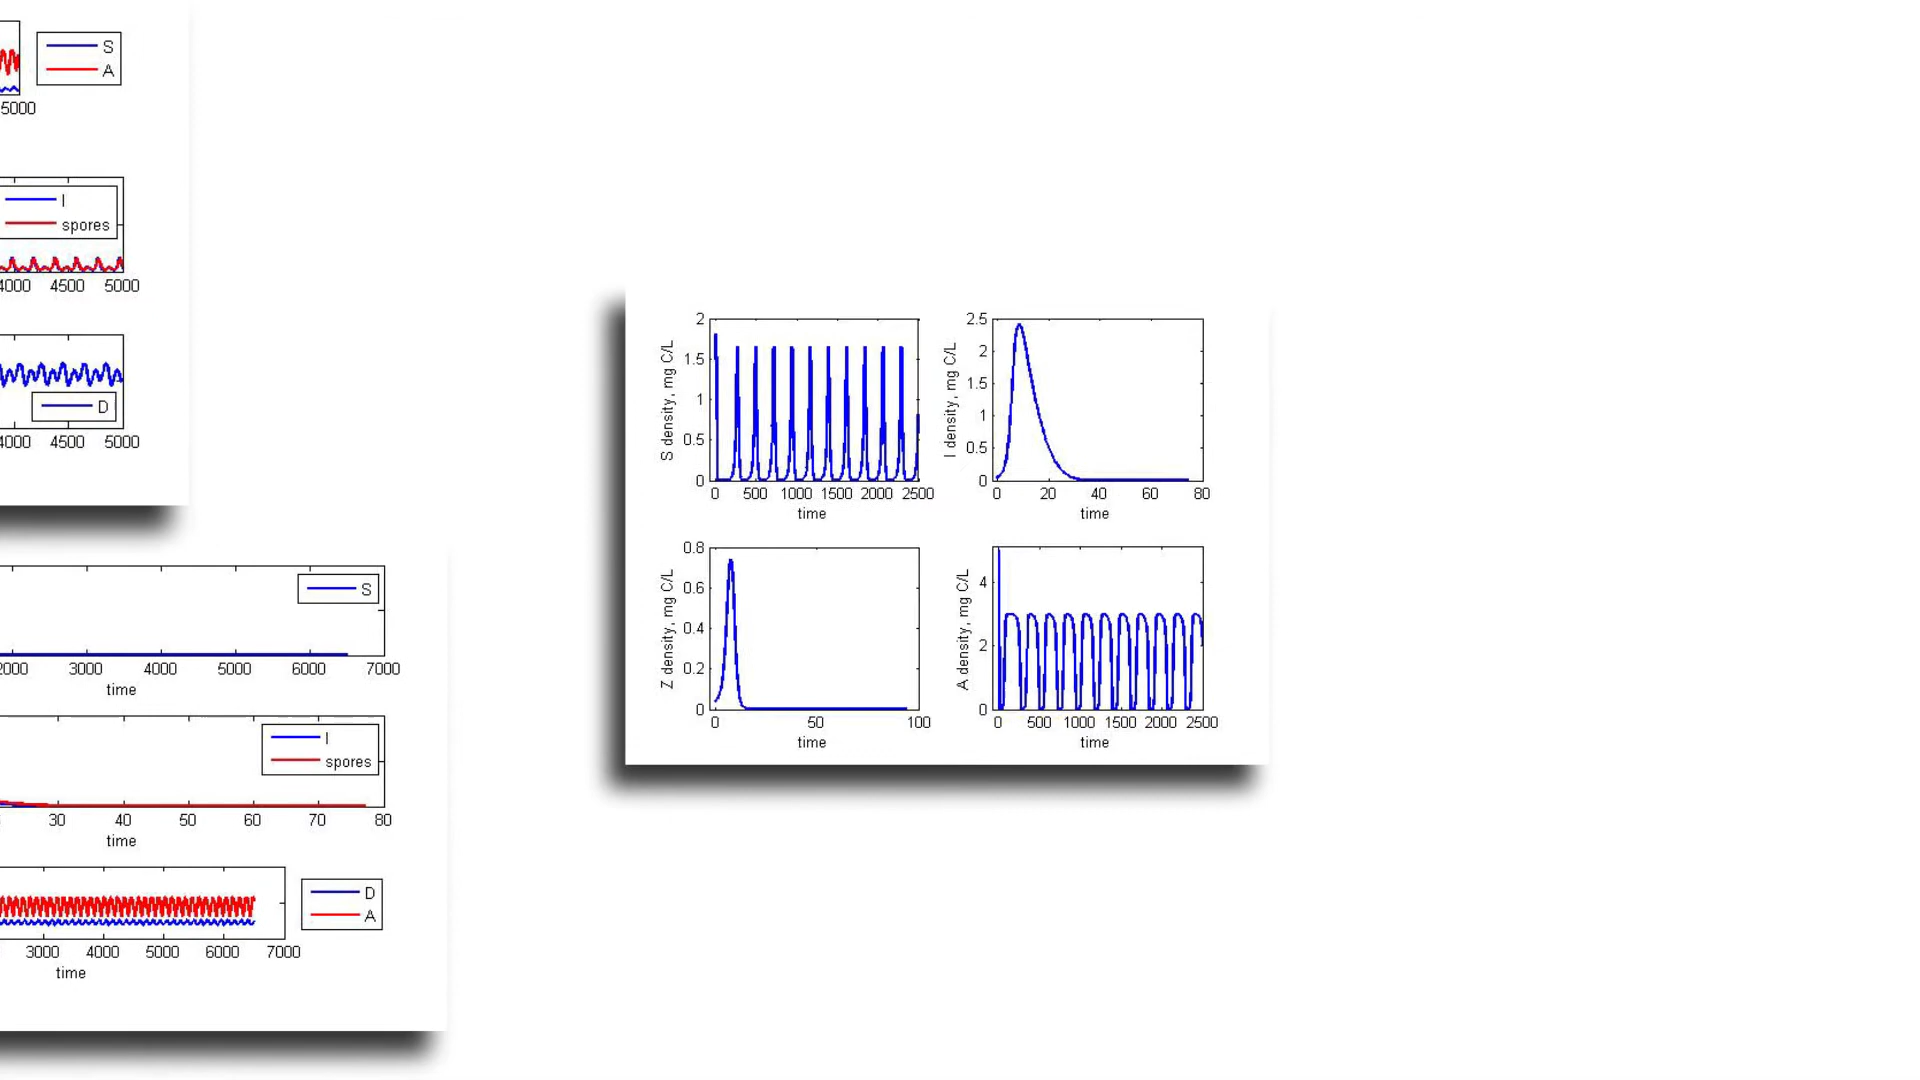 S
A
5000
I
spores
4000 4500 5000
D
4000 4500 5000
S
2000 3000 4000 5000 6000 7000
time
I
spores
30 40 50 60 70 80
time
D
A
3000 4000 5000 6000 7000
time
S density, mg C/L
2
1.5
1
0.5
0
0 500 1000 1500 2000 2500
time
I density, mg C/L
2.5
2
1.5
1
0.5
0
0 20 40 60 80
time
Z density, mg C/L
0.8
0.6
0.4
0.2
0
0 50 100
time
A density, mg C/L
4
2
0
0 500 1000 1500 2000 2500
time